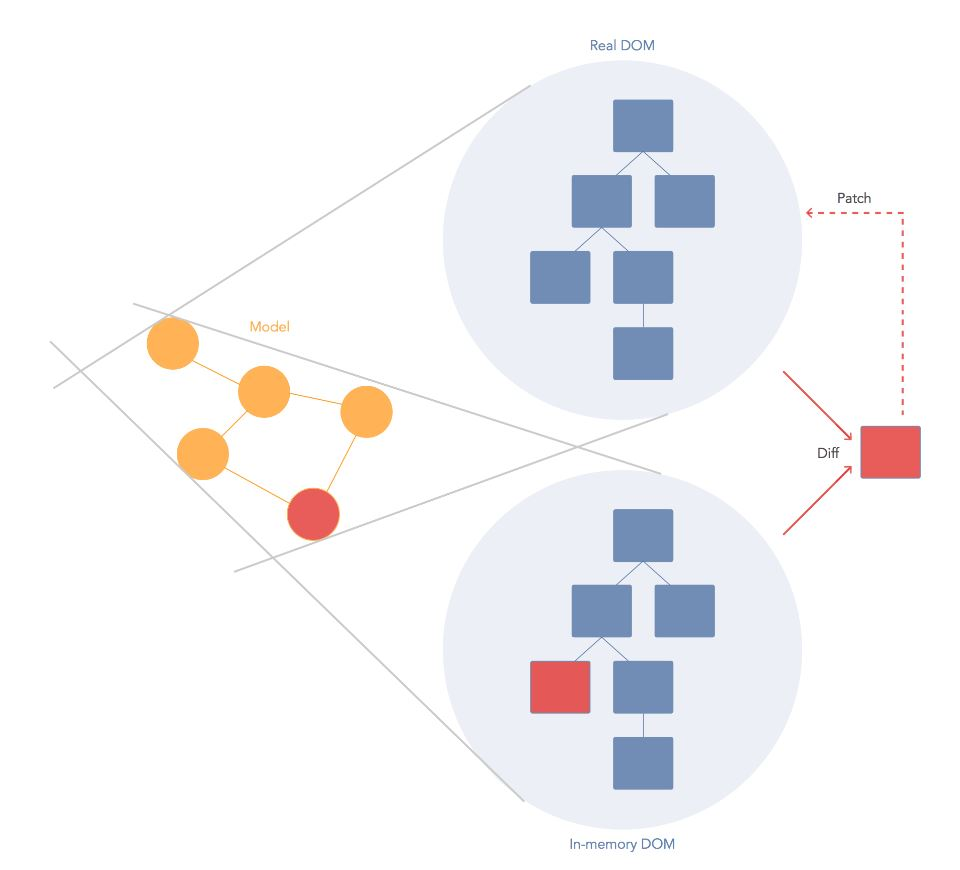 Real DOM
Patch
Model
Diff
In-memory DOM